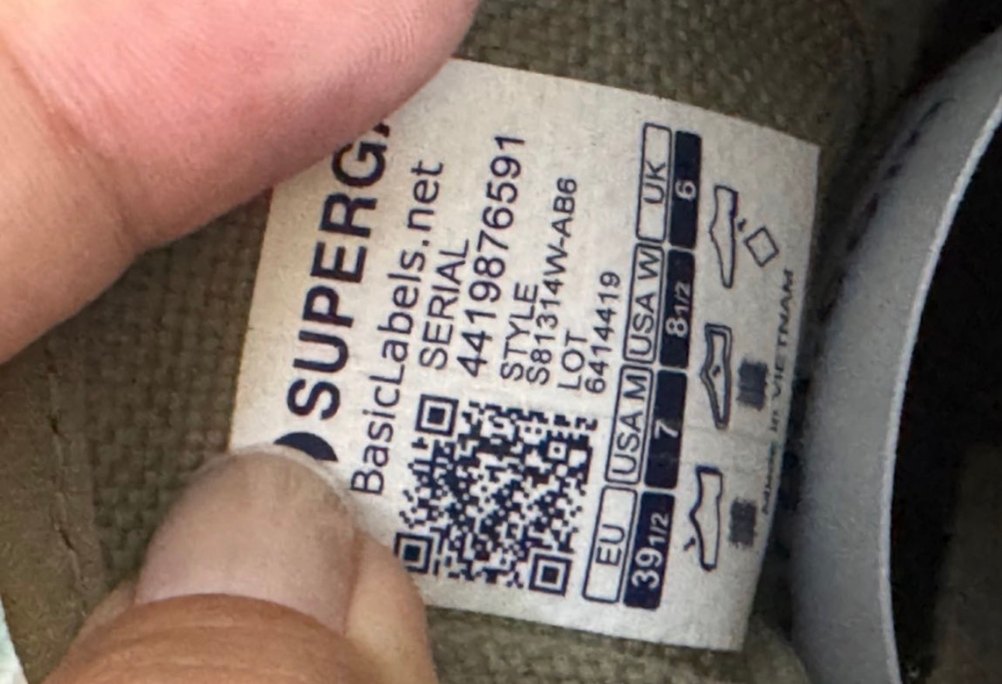 SUPERGA
BasicLabels.net
SERIAL
4419876591
STYLE
S81314W-AB6
LOT
6414419
EU USA M USA W UK
39 1/2 7 8 1/2 6
Made in VIETNAM